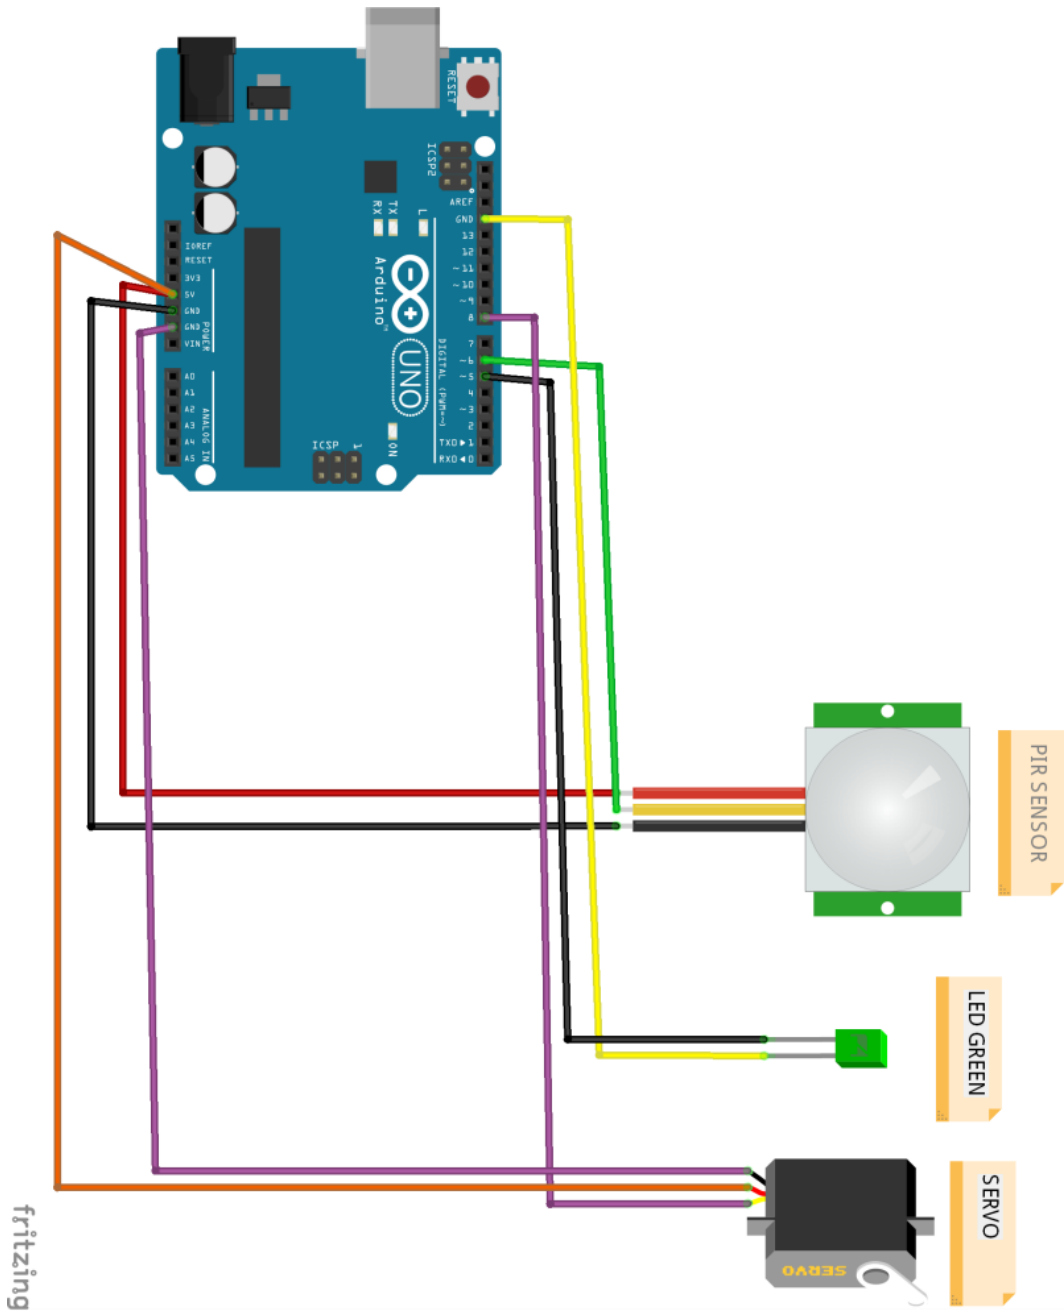 RESET
ICSP2
AREF
GND
13
12
~11
~10
~9
8
7
~6
~5
4
~3
2
TX0▶1
RX0◀0
L
TX
RX
Arduino™
UNO
DIGITAL (PWM=~)
ON
ICSP
1
IOREF
RESET
3V3
5V
GND
GND
VIN
POWER
A0
A1
A2
A3
A4
A5
ANALOG IN
PIR SENSOR
LED GREEN
SERVO
SERVO
fritzing